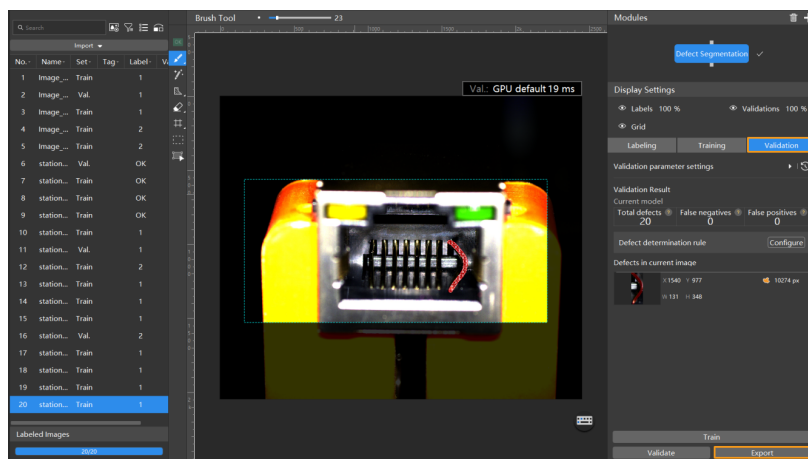 Brush Tool 23
Modules
Search
Import
No. Name Set Tag Label Va
1 Image_... Train 1
2 Image_... Val. 1
3 Image_... Train 1
4 Image_... Train 2
5 Image_... Train 2
6 station... Val. OK
7 station... Train OK
8 station... Train OK
9 station... Train OK
10 station... Train 1
11 station... Val. 1
12 station... Train 2
13 station... Train 1
14 station... Train 1
15 station... Train 1
16 station... Val. 2
17 station... Train 1
18 station... Train 1
19 station... Train 1
20 station... Train 1
Labeled Images
20/20
Val.: GPU default 19 ms
Defect Segmentation
Display Settings
Labels 100 % Validations 100 %
Grid
Labeling Training Validation
Validation parameter settings
Validation Result
Current model
Total defects ? False negatives ? False positives ?
20 0 0
Defect determination rule Configure
Defects in current image
X 1540 Y 977 10274 px
W 131 H 348
Train
Validate Export